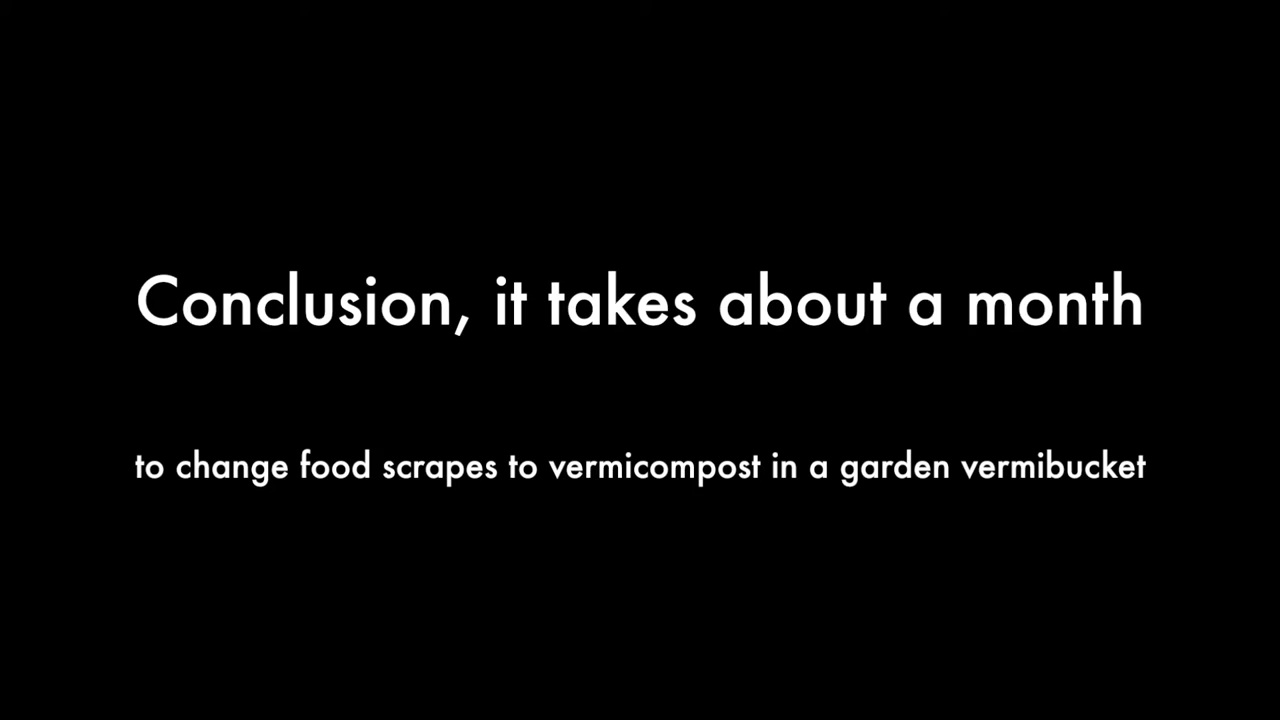 Conclusion, it takes about a month
to change food scrapes to vermicompost in a garden vermibucket